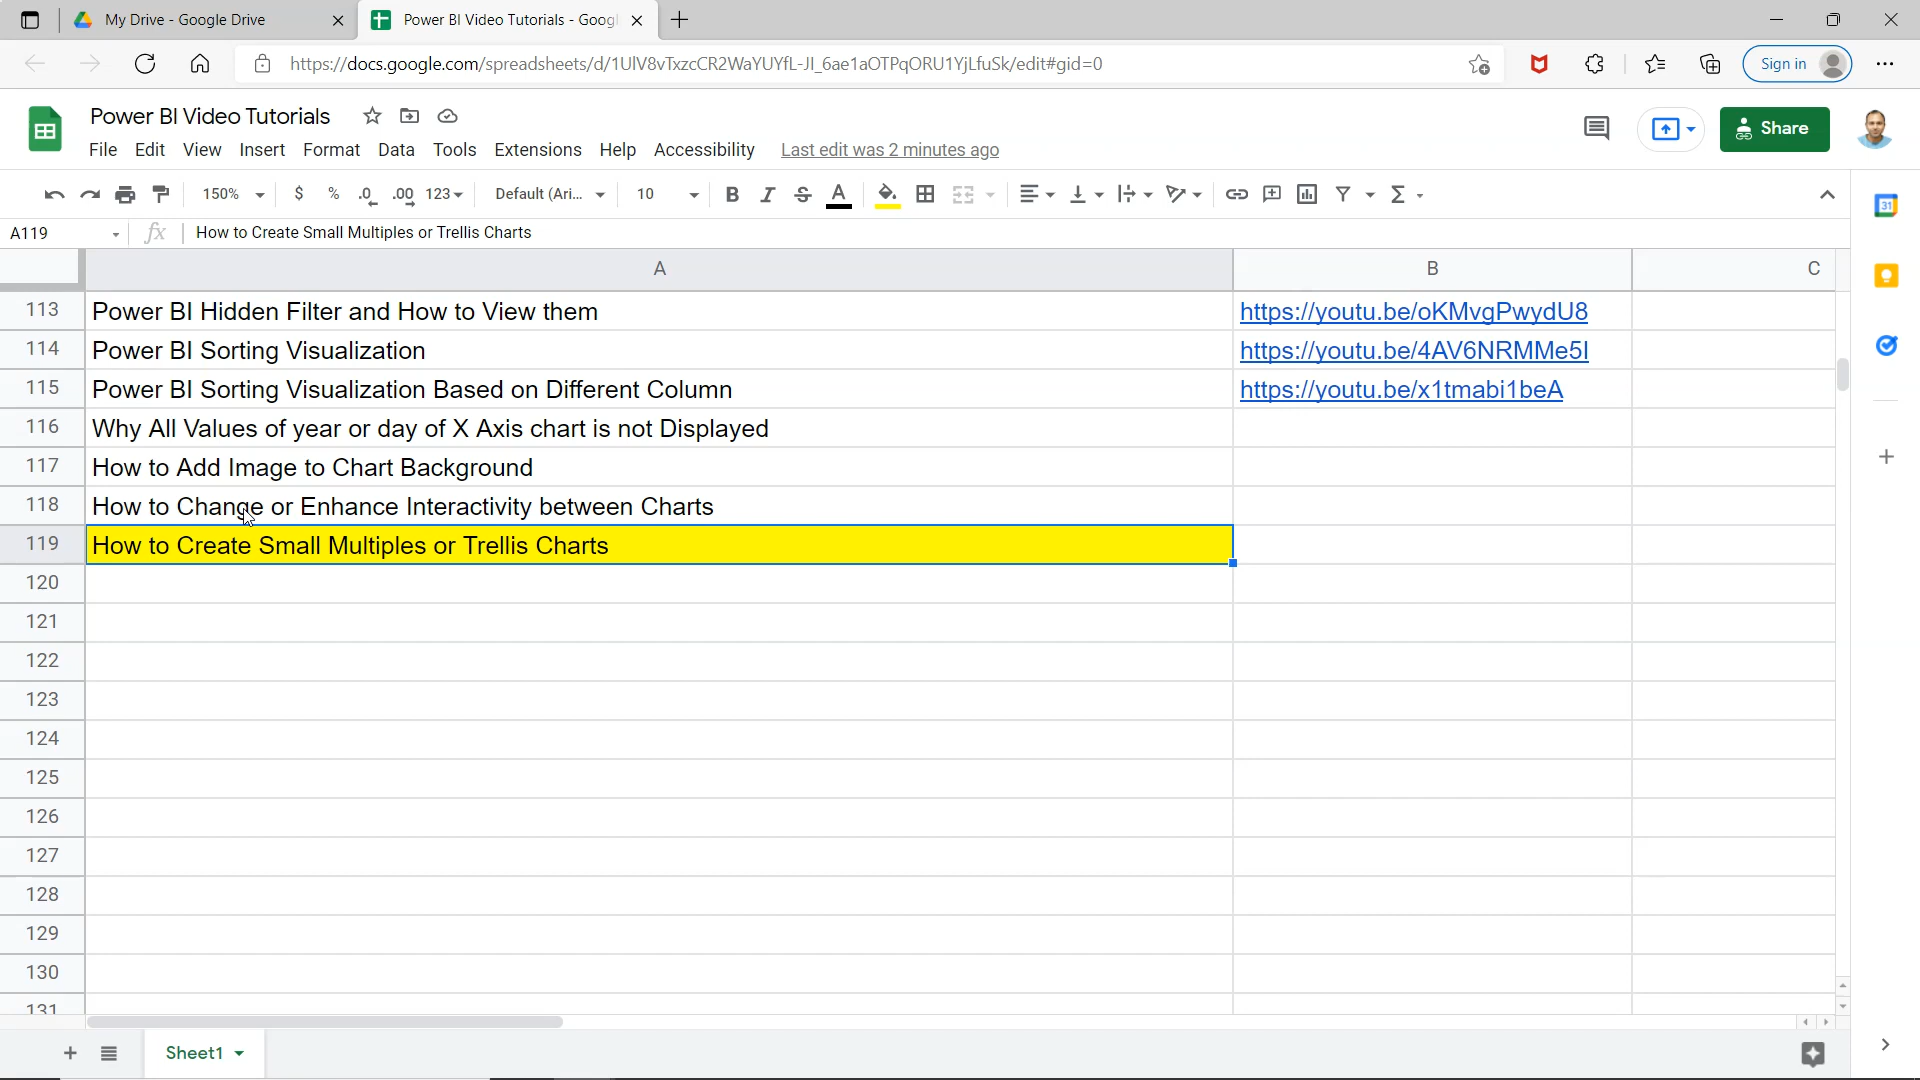 My Drive - Google Drive
Power BI Video Tutorials - Googl
https://docs.google.com/spreadsheets/d/1UlV8vTxzcCR2WaYUYfL-JI_6ae1aOTPqORU1YjLfuSk/edit#gid=0
Sign in
Power BI Video Tutorials
File Edit View Insert Format Data Tools Extensions Help Accessibility Last edit was 2 minutes ago
Share
150% $ % .0 .00 123 Default (Ari... 10 B I S A
A119 fx How to Create Small Multiples or Trellis Charts
A B C
113 Power BI Hidden Filter and How to View them https://youtu.be/oKMvgPwydU8
114 Power BI Sorting Visualization https://youtu.be/4AV6NRMMe5I
115 Power BI Sorting Visualization Based on Different Column https://youtu.be/x1tmabi1beA
116 Why All Values of year or day of X Axis chart is not Displayed
117 How to Add Image to Chart Background
118 How to Change or Enhance Interactivity between Charts
119 How to Create Small Multiples or Trellis Charts
120
121
122
123
124
125
126
127
128
129
130
131
Sheet1
31